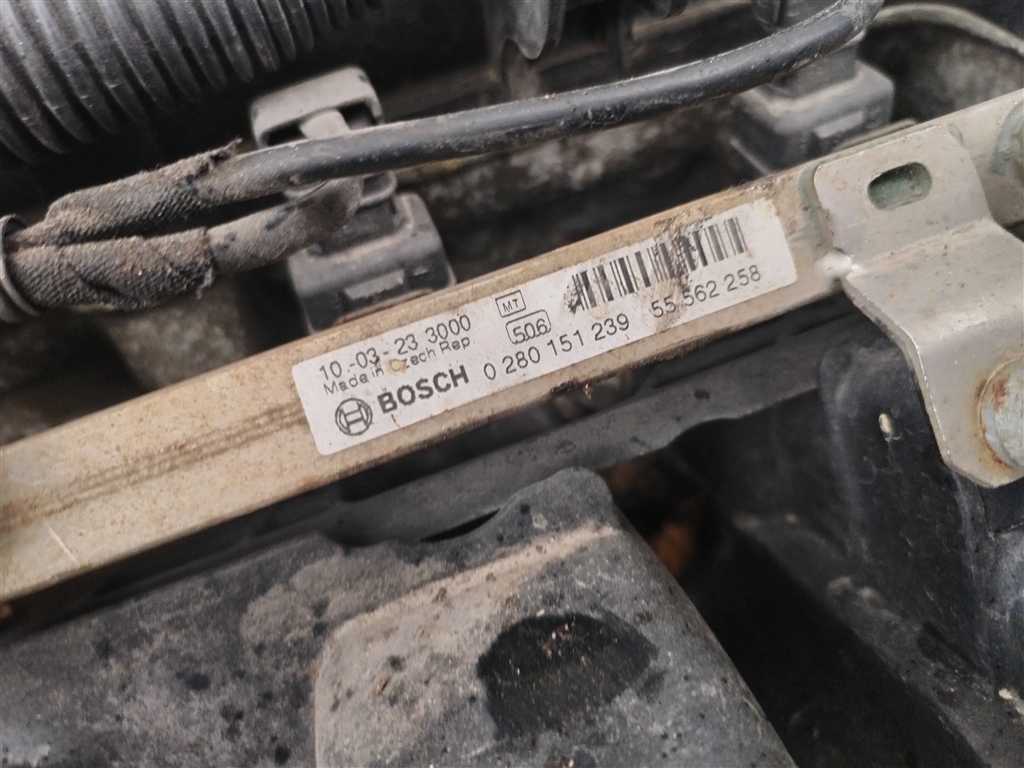 10-03-23 3000
Made in Czech Rep.
BOSCH
MT
506
0 280 151 239
55 562 258